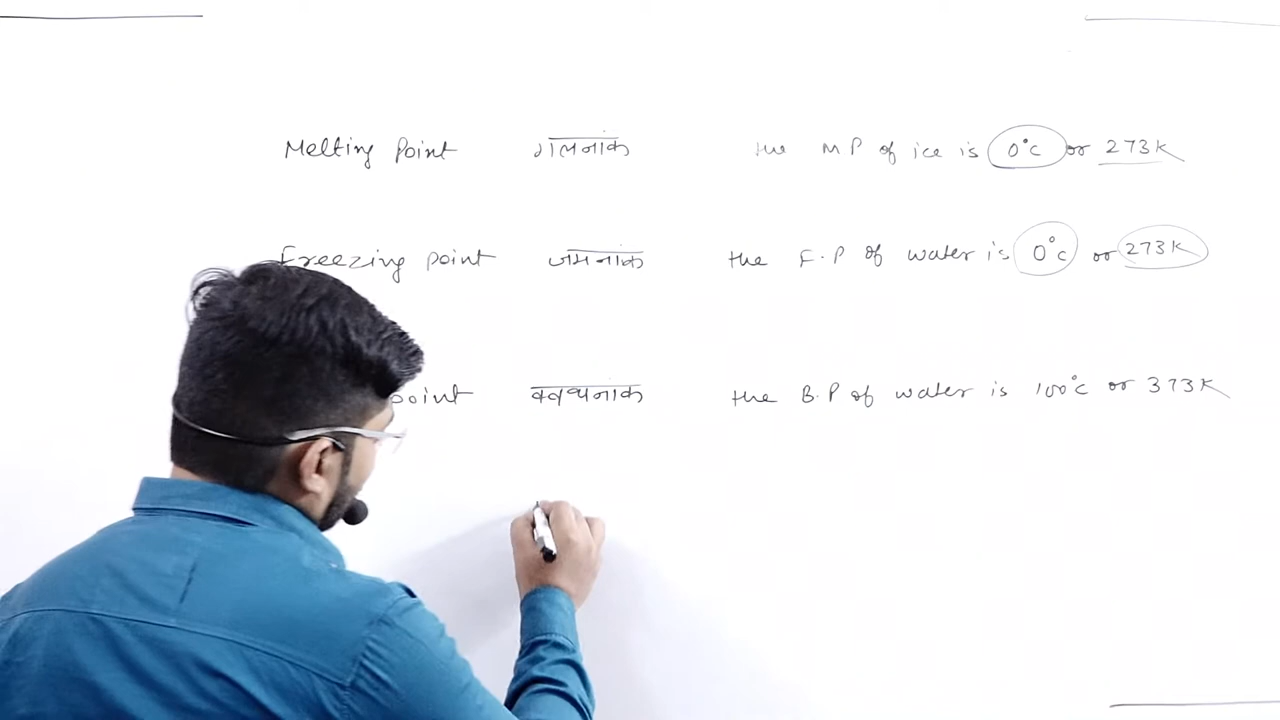 Melting Point गलनांक the M P of ice is 0°c or 273K
Freezing point जमनांक the F.P of water is 0°c or 273K
point क्वथनांक the B.P of water is 100°c or 373K